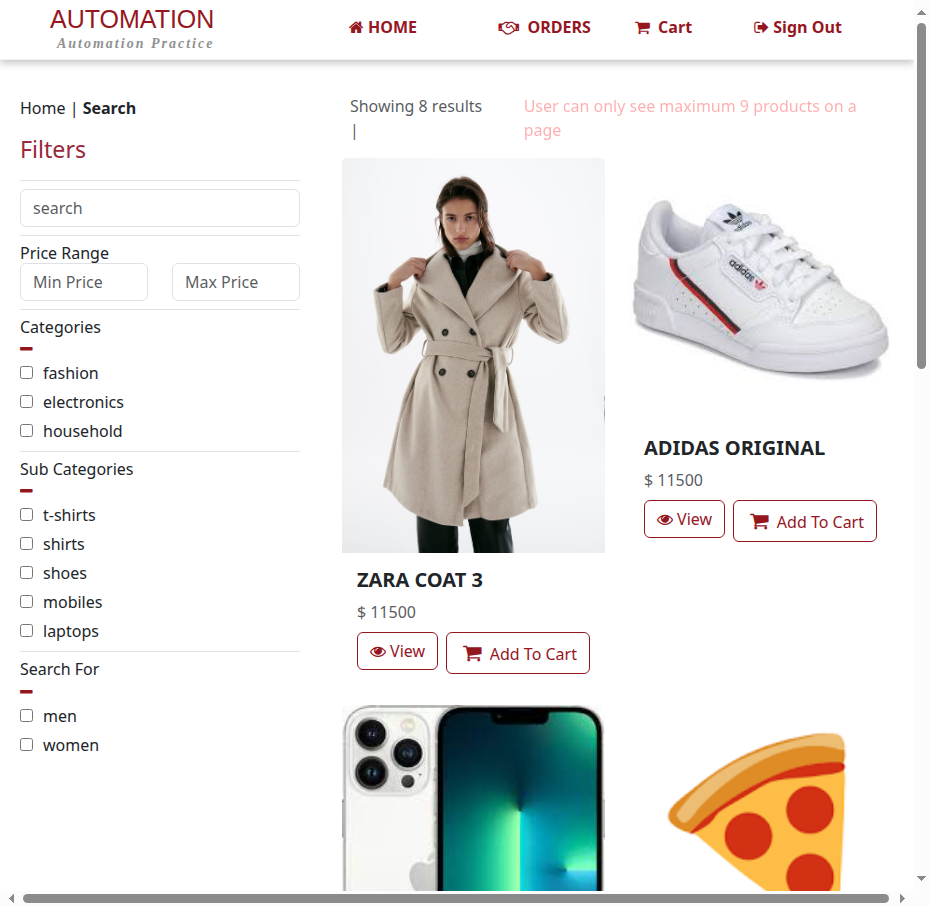 AUTOMATION
Automation Practice
HOME
ORDERS
Cart
Sign Out
Home | Search
Filters
search
Price Range
Min Price
Max Price
Categories
fashion
electronics
household
Sub Categories
t-shirts
shirts
shoes
mobiles
laptops
Search For
men
women
Showing 8 results
|
User can only see maximum 9 products on a
page
ZARA COAT 3
$ 11500
View
Add To Cart
adidas
adidas
ADIDAS ORIGINAL
$ 11500
View
Add To Cart